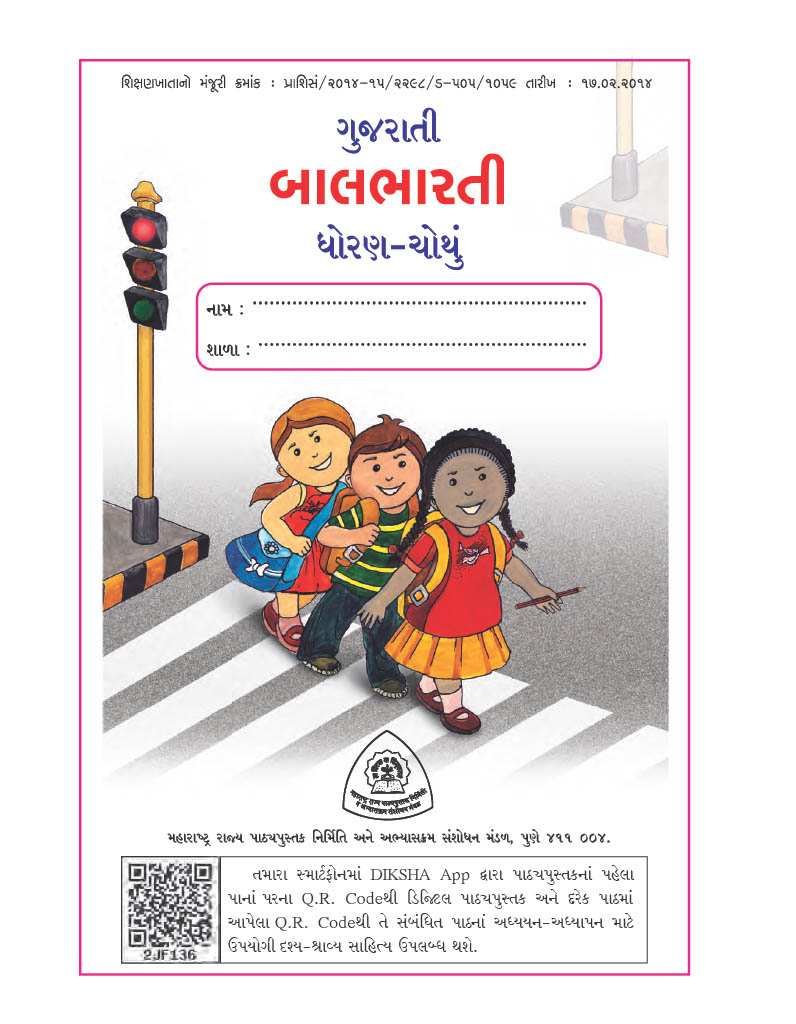 શિક્ષણખાતાનો મંજૂરી ક્રમાંક : પ્રાશિસં/૨૦૧૪-૧૫/૨૨૯૮/ડ-૫૦૫/૧૦૫૯ તારીખ : ૧૭.૦૨.૨૦૧૪
ગુજરાતી
બાલભારતી
ધોરણ-ચોથું
નામ :
શાળા :
મહારાષ્ટ્ર રાજ્ય પાઠ્યપુસ્તક નિર્મિતિ અને અભ્યાસક્રમ સંશોધન મંડળ, પુણે ૪૧૧ ૦૦૪.
તમારા સ્માર્ટફોનમાં DIKSHA App દ્વારા પાઠ્યપુસ્તકનાં પહેલા
પાનાં પરના Q.R. Codeથી ડિજિટલ પાઠ્યપુસ્તક અને દરેક પાઠમાં
આપેલા Q.R. Codeથી તે સંબંધિત પાઠનાં અધ્યયન-અધ્યાપન માટે
ઉપયોગી દશ્ય-શ્રાવ્ય સાહિત્ય ઉપલબ્ધ થશે.
2JF136